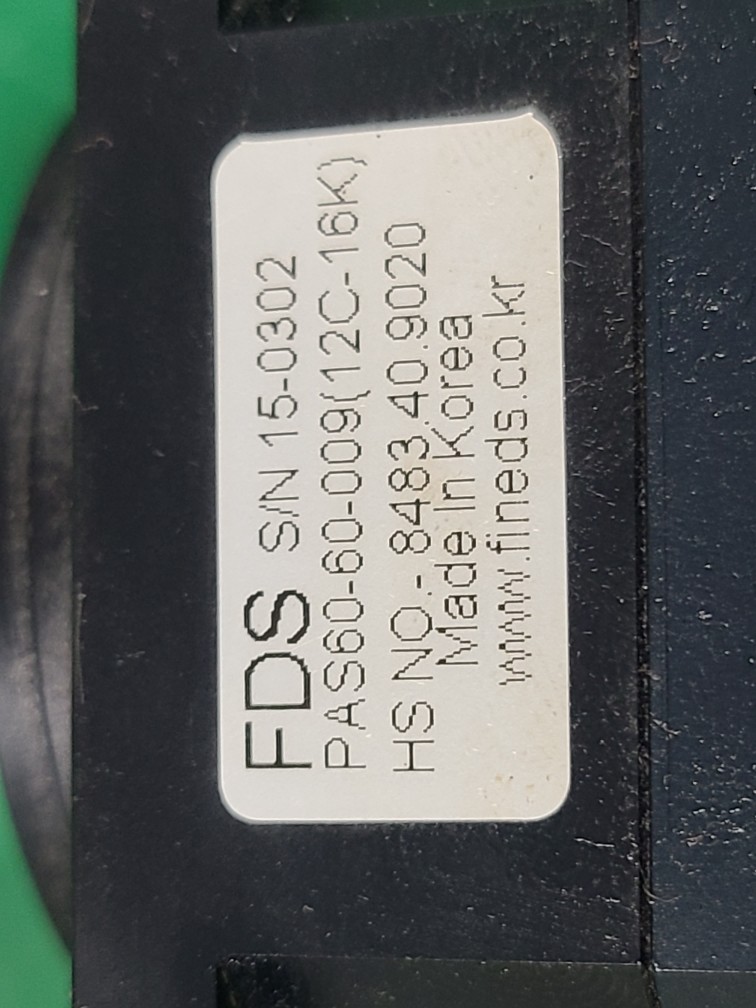 FDS S/N 15-0302
PAS60-60-009(12C-16K)
HS NO.- 8483.40.9020
Made In Korea
www.fineds.co.kr